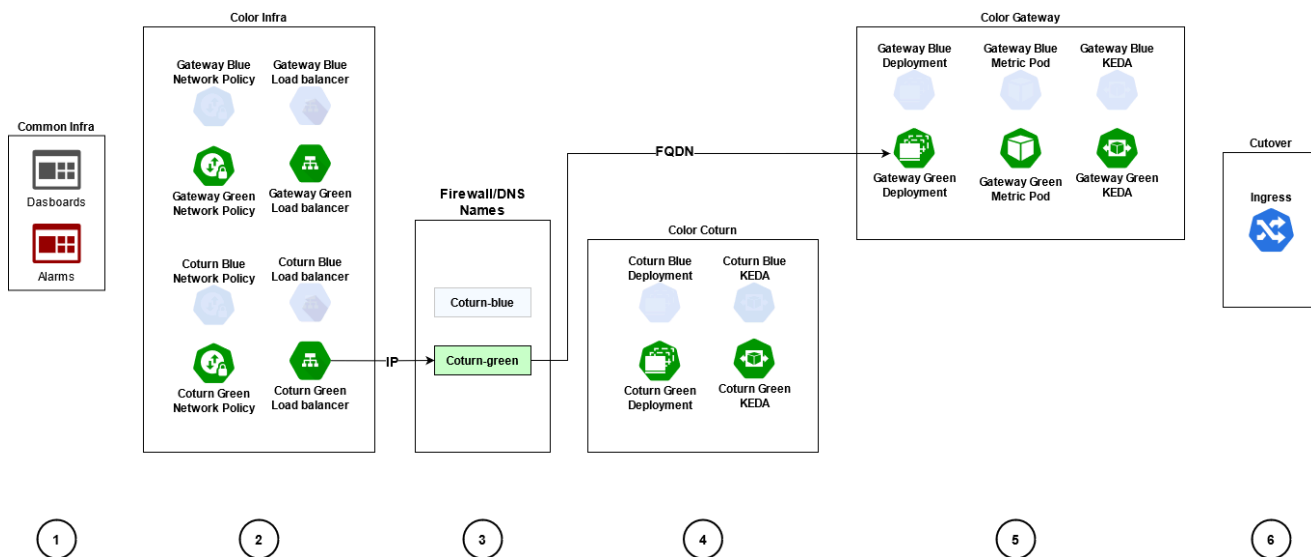 Common Infra
Dasboards
Alarms
Color Infra
Gateway Blue
Network Policy
Gateway Blue
Load balancer
Gateway Green
Network Policy
Gateway Green
Load balancer
Coturn Blue
Network Policy
Coturn Blue
Load balancer
Coturn Green
Network Policy
Coturn Green
Load balancer
IP
Firewall/DNS
Names
Coturn-blue
Coturn-green
FQDN
Color Coturn
Coturn Blue
Deployment
Coturn Blue
KEDA
Coturn Green
Deployment
Coturn Green
KEDA
Color Gateway
Gateway Blue
Deployment
Gateway Blue
Metric Pod
Gateway Blue
KEDA
Gateway Green
Deployment
Gateway Green
Metric Pod
Gateway Green
KEDA
Cutover
Ingress
1
2
3
4
5
6